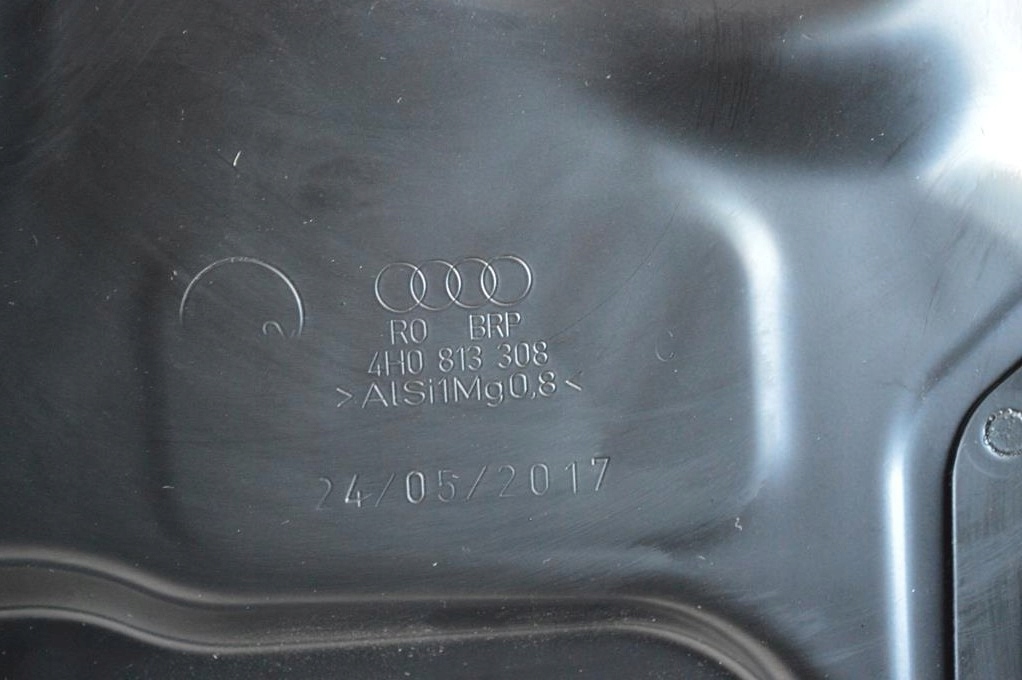 RO BRP
4H0 813 308
>AlSi1Mg0,8<
24/05/2017
C